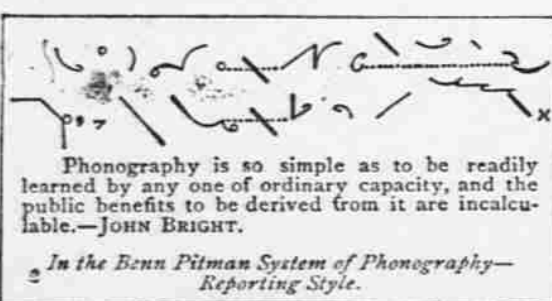 Phonography is so simple as to be readily
learned by any one of ordinary capacity, and the
public benefits to be derived from it are incalcu-
lable.—JOHN BRIGHT.
In the Benn Pitman System of Phonography—
Reporting Style.